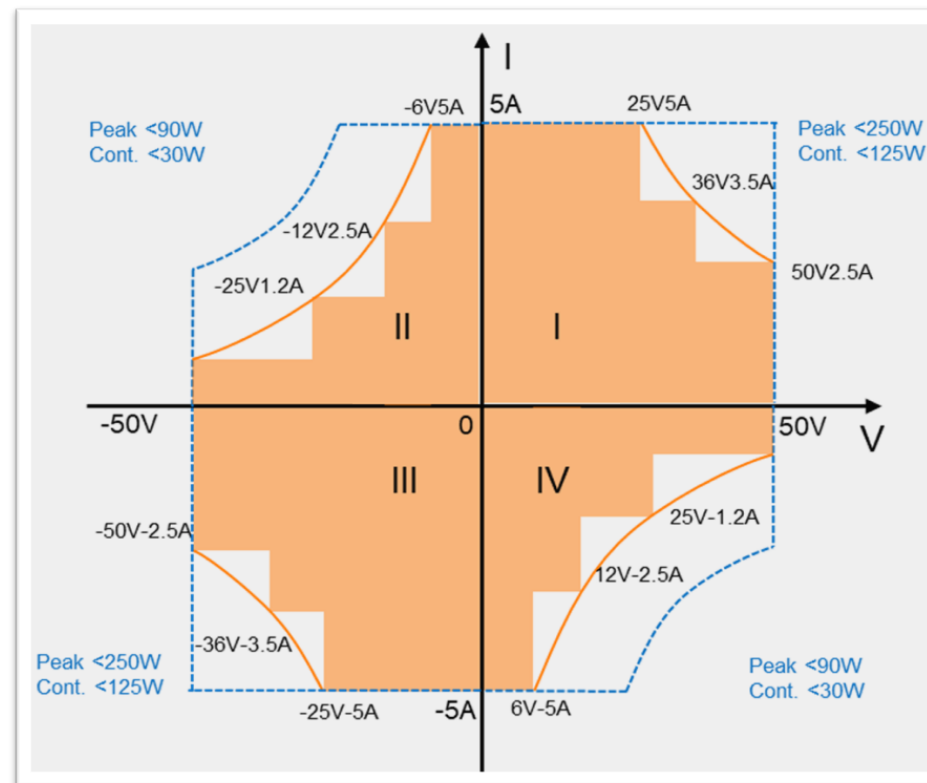 I
-6V5A
5A
25V5A
Peak <90W
Cont. <30W
Peak <250W
Cont. <125W
36V3.5A
-12V2.5A
50V2.5A
-25V1.2A
II
I
-50V
0
50V
V
III
IV
-50V-2.5A
25V-1.2A
12V-2.5A
-36V-3.5A
Peak <250W
Cont. <125W
Peak <90W
Cont. <30W
-25V-5A
-5A
6V-5A